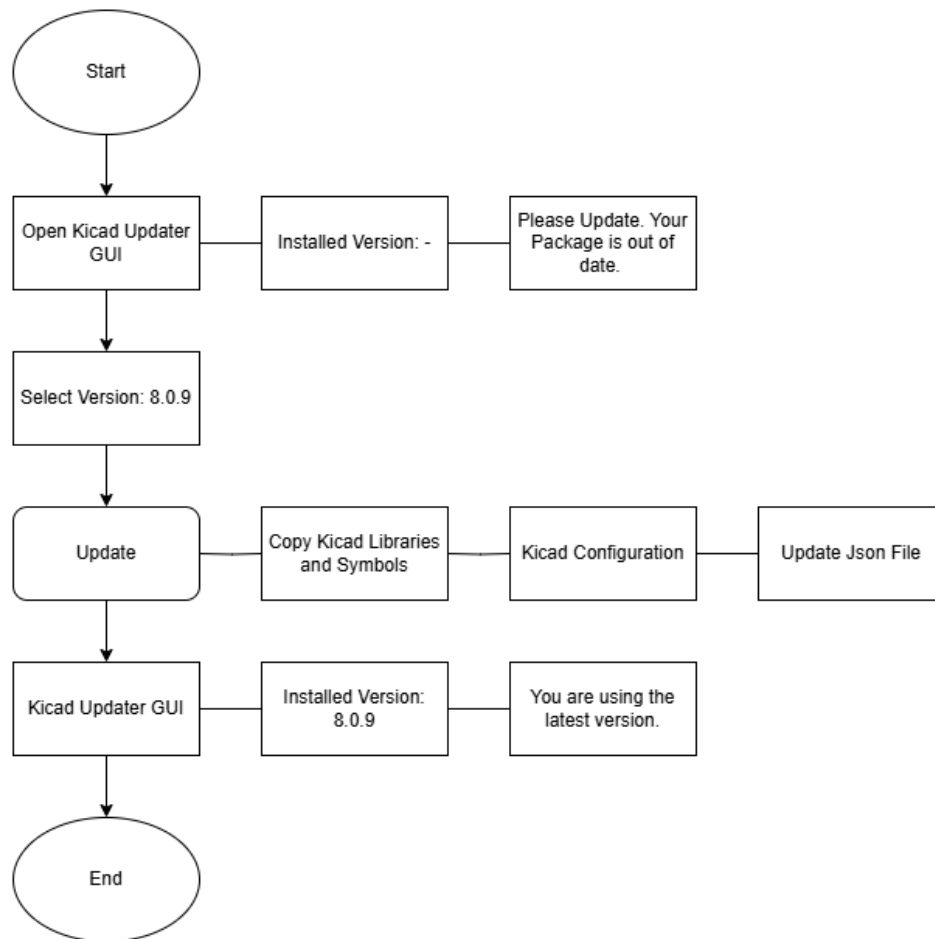 Start
Open Kicad Updater
GUI
Installed Version: -
Please Update. Your
Package is out of
date.
Select Version: 8.0.9
Update
Copy Kicad Libraries
and Symbols
Kicad Configuration
Update Json File
Kicad Updater GUI
Installed Version:
8.0.9
You are using the
latest version.
End